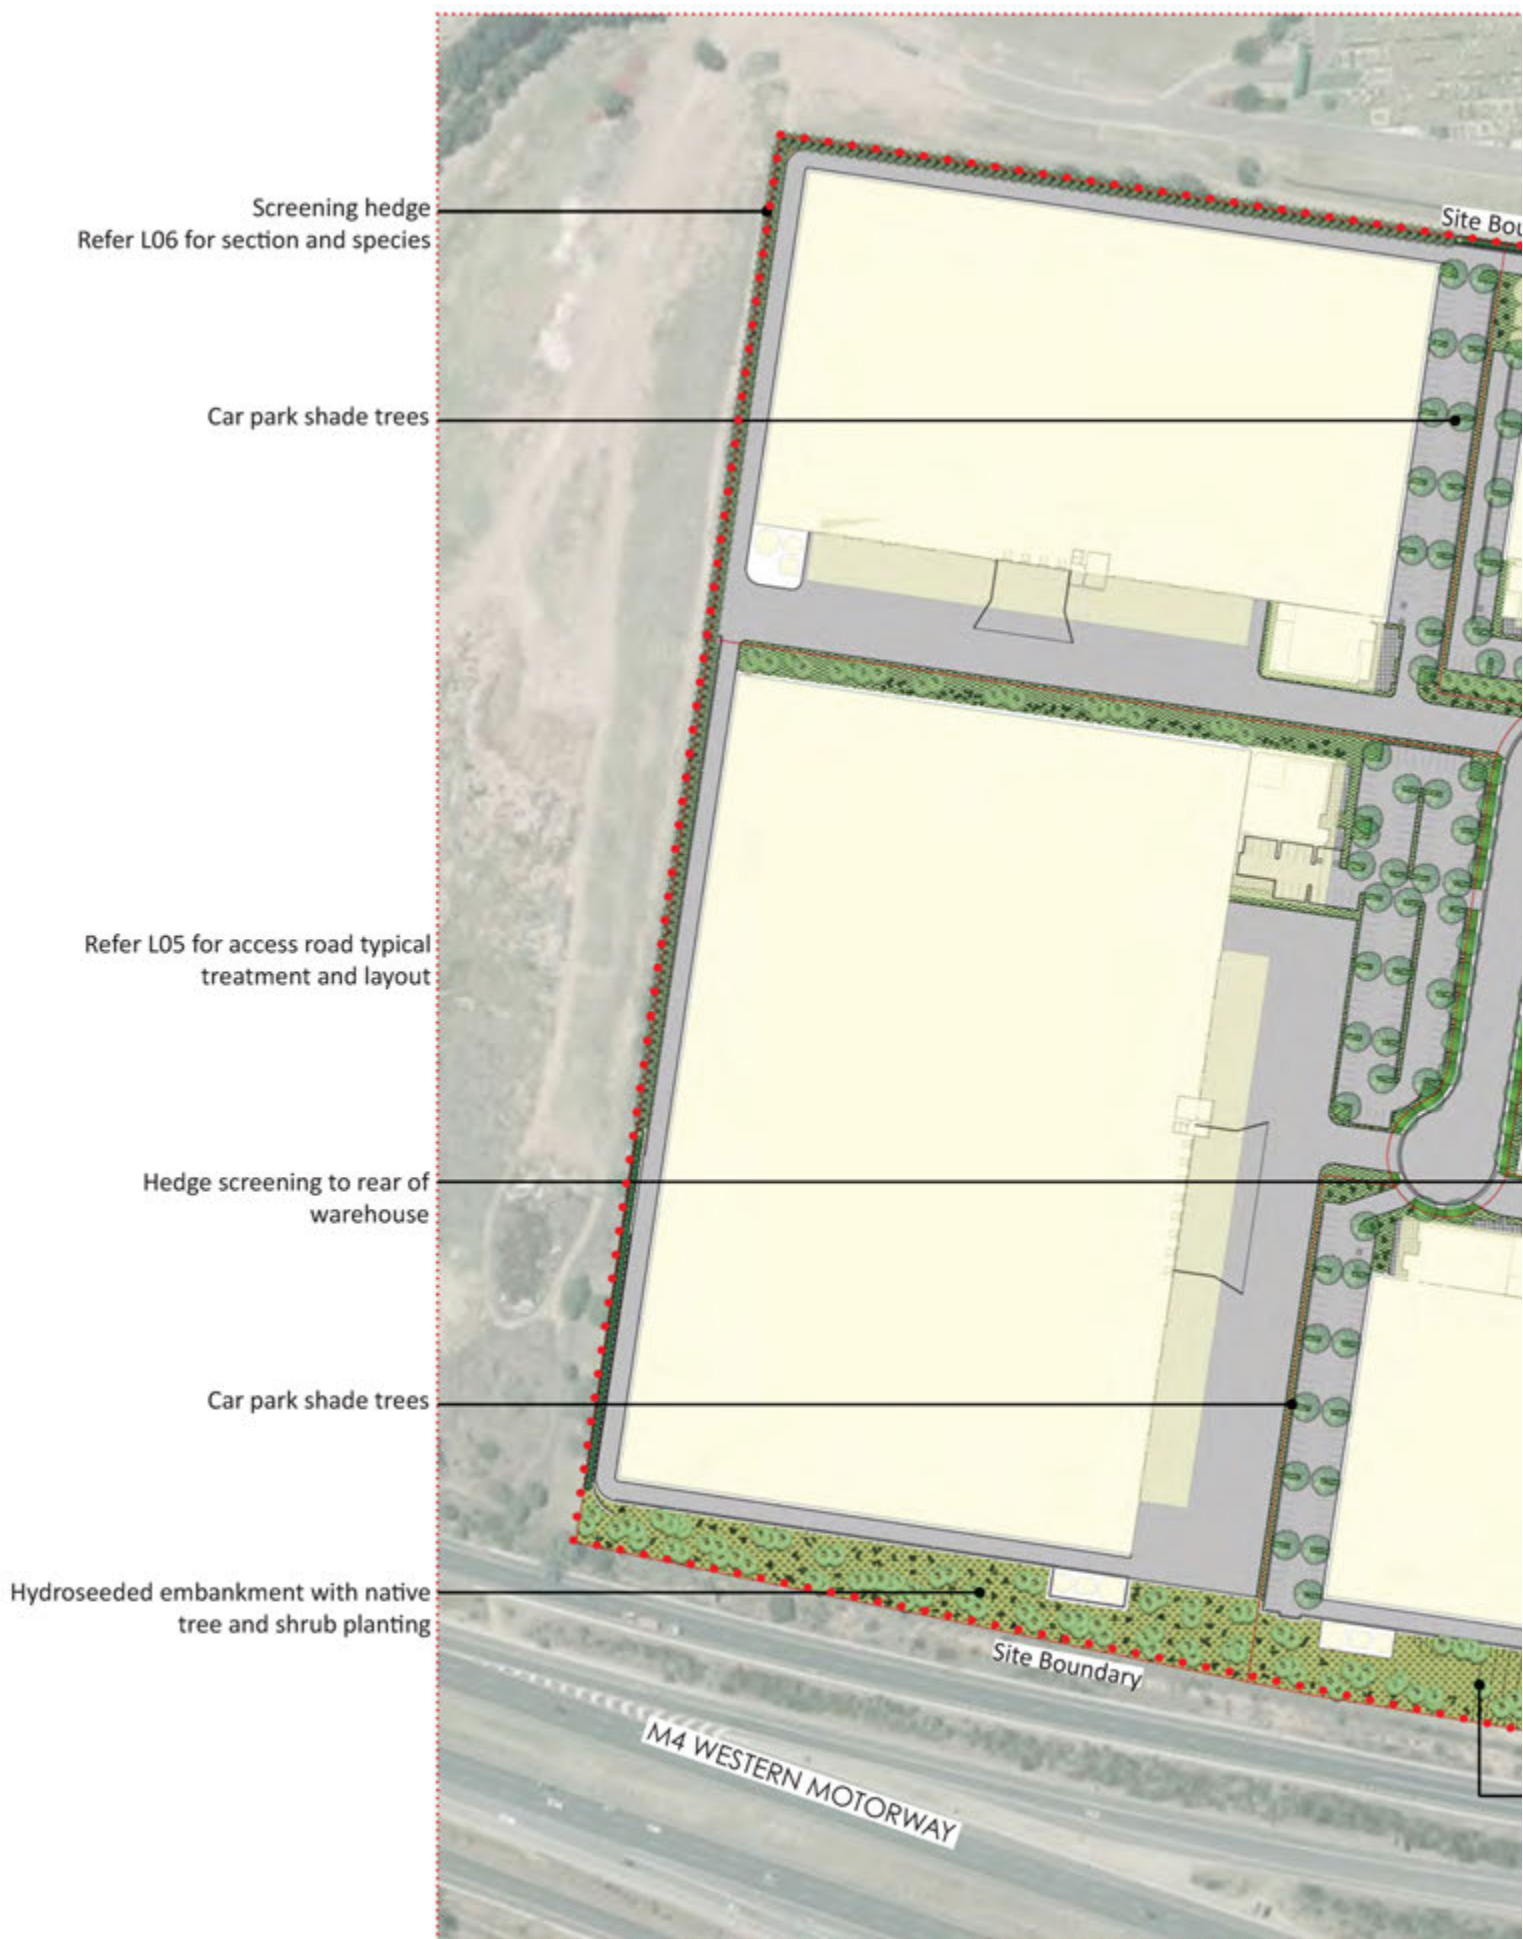 Screening hedge
Refer L06 for section and species
Site Bou
Car park shade trees
Refer L05 for access road typical
treatment and layout
Hedge screening to rear of
warehouse
Car park shade trees
Hydroseeded embankment with native
tree and shrub planting
Site Boundary
M4 WESTERN MOTORWAY